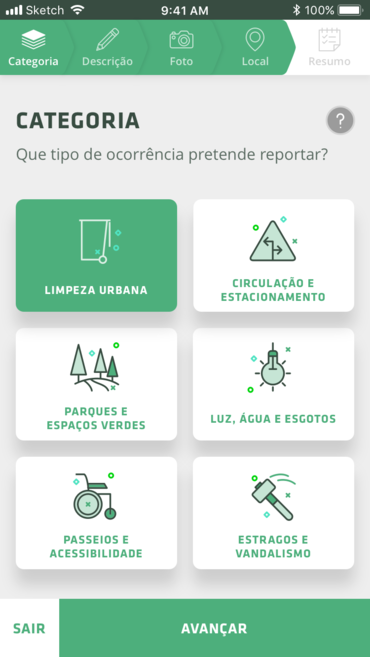 Sketch 9:41 AM 100%
Categoria Descrição Foto Local Resumo
CATEGORIA
?
Que tipo de ocorrência pretende reportar?
LIMPEZA URBANA
CIRCULAÇÃO E
ESTACIONAMENTO
PARQUES E
ESPAÇOS VERDES
LUZ, ÁGUA E ESGOTOS
PASSEIOS E
ACESSIBILIDADE
ESTRAGOS E
VANDALISMO
SAIR AVANÇAR